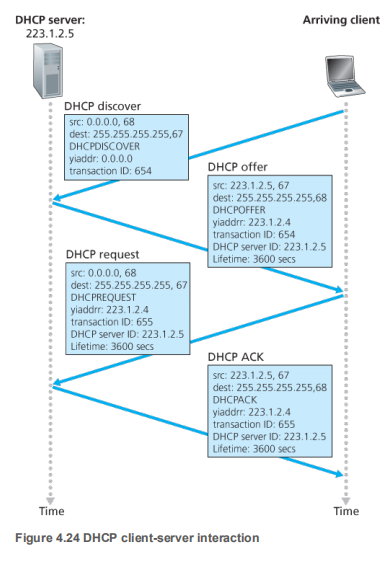 DHCP server:
223.1.2.5
Arriving client
DHCP discover
src: 0.0.0.0, 68
dest: 255.255.255.255,67
DHCPDISCOVER
yiaddr: 0.0.0.0
transaction ID: 654
DHCP offer
src: 223.1.2.5, 67
dest: 255.255.255.255,68
DHCPOFFER
yiaddrr: 223.1.2.4
transaction ID: 654
DHCP server ID: 223.1.2.5
Lifetime: 3600 secs
DHCP request
src: 0.0.0.0, 68
dest: 255.255.255.255, 67
DHCPREQUEST
yiaddrr: 223.1.2.4
transaction ID: 655
DHCP server ID: 223.1.2.5
Lifetime: 3600 secs
DHCP ACK
src: 223.1.2.5, 67
dest: 255.255.255.255,68
DHCPACK
yiaddrr: 223.1.2.4
transaction ID: 655
DHCP server ID: 223.1.2.5
Lifetime: 3600 secs
Time
Time
Figure 4.24 DHCP client-server interaction